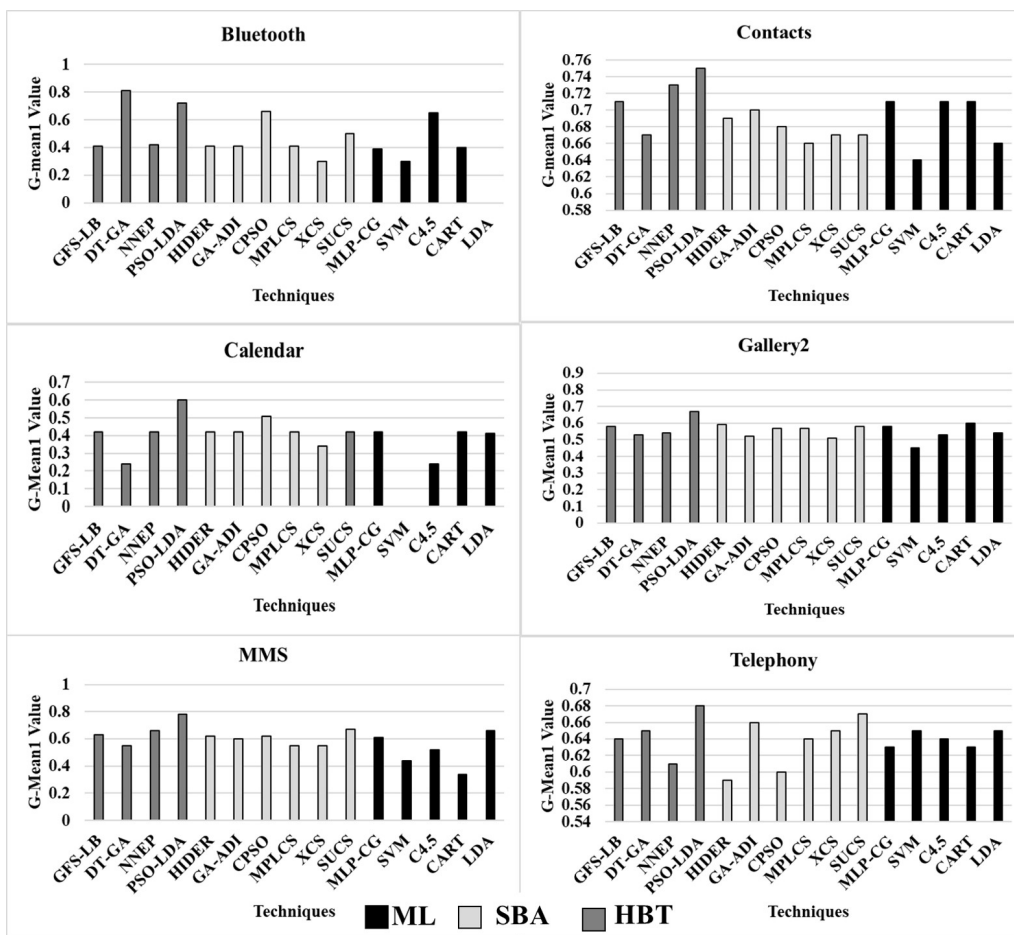 Bluetooth
G-mean1 Value
1
0.8
0.6
0.4
0.2
0
GFS-LB
DT-GA
NNEP
PSO-LDA
HIDER
GA-ADI
CPSO
MPLCS
XCS
SUCS
MLP-CG
SVM
C4.5
CART
LDA
Techniques
Contacts
G-mean1 Value
0.76
0.74
0.72
0.7
0.68
0.66
0.64
0.62
0.6
0.58
GFS-LB
DT-GA
NNEP
PSO-LDA
HIDER
GA-ADI
CPSO
MPLCS
XCS
SUCS
MLP-CG
SVM
C4.5
CART
LDA
Techniques
Calendar
G-Mean1 Value
0.7
0.6
0.5
0.4
0.3
0.2
0.1
0
GFS-LB
DT-GA
NNEP
PSO-LDA
HIDER
GA-ADI
CPSO
MPLCS
XCS
SUCS
MLP-CG
SVM
C4.5
CART
LDA
Techniques
Gallery2
G-Mean1 Value
0.9
0.8
0.7
0.6
0.5
0.4
0.3
0.2
0.1
0
GFS-LB
DT-GA
NNEP
PSO-LDA
HIDER
GA-ADI
CPSO
MPLCS
XCS
SUCS
MLP-CG
SVM
C4.5
CART
LDA
Techniques
MMS
G-Mean1 Value
1
0.8
0.6
0.4
0.2
0
GFS-LB
DT-GA
NNEP
PSO-LDA
HIDER
GA-ADI
CPSO
MPLCS
XCS
SUCS
MLP-CG
SVM
C4.5
CART
LDA
Techniques
Telephony
G-Mean1 Value
0.7
0.68
0.66
0.64
0.62
0.6
0.58
0.56
0.54
GFS-LB
DT-GA
NNEP
PSO-LDA
HIDER
GA-ADI
CPSO
MPLCS
XCS
SUCS
MLP-CG
SVM
C4.5
CART
LDA
Techniques
ML SBA HBT